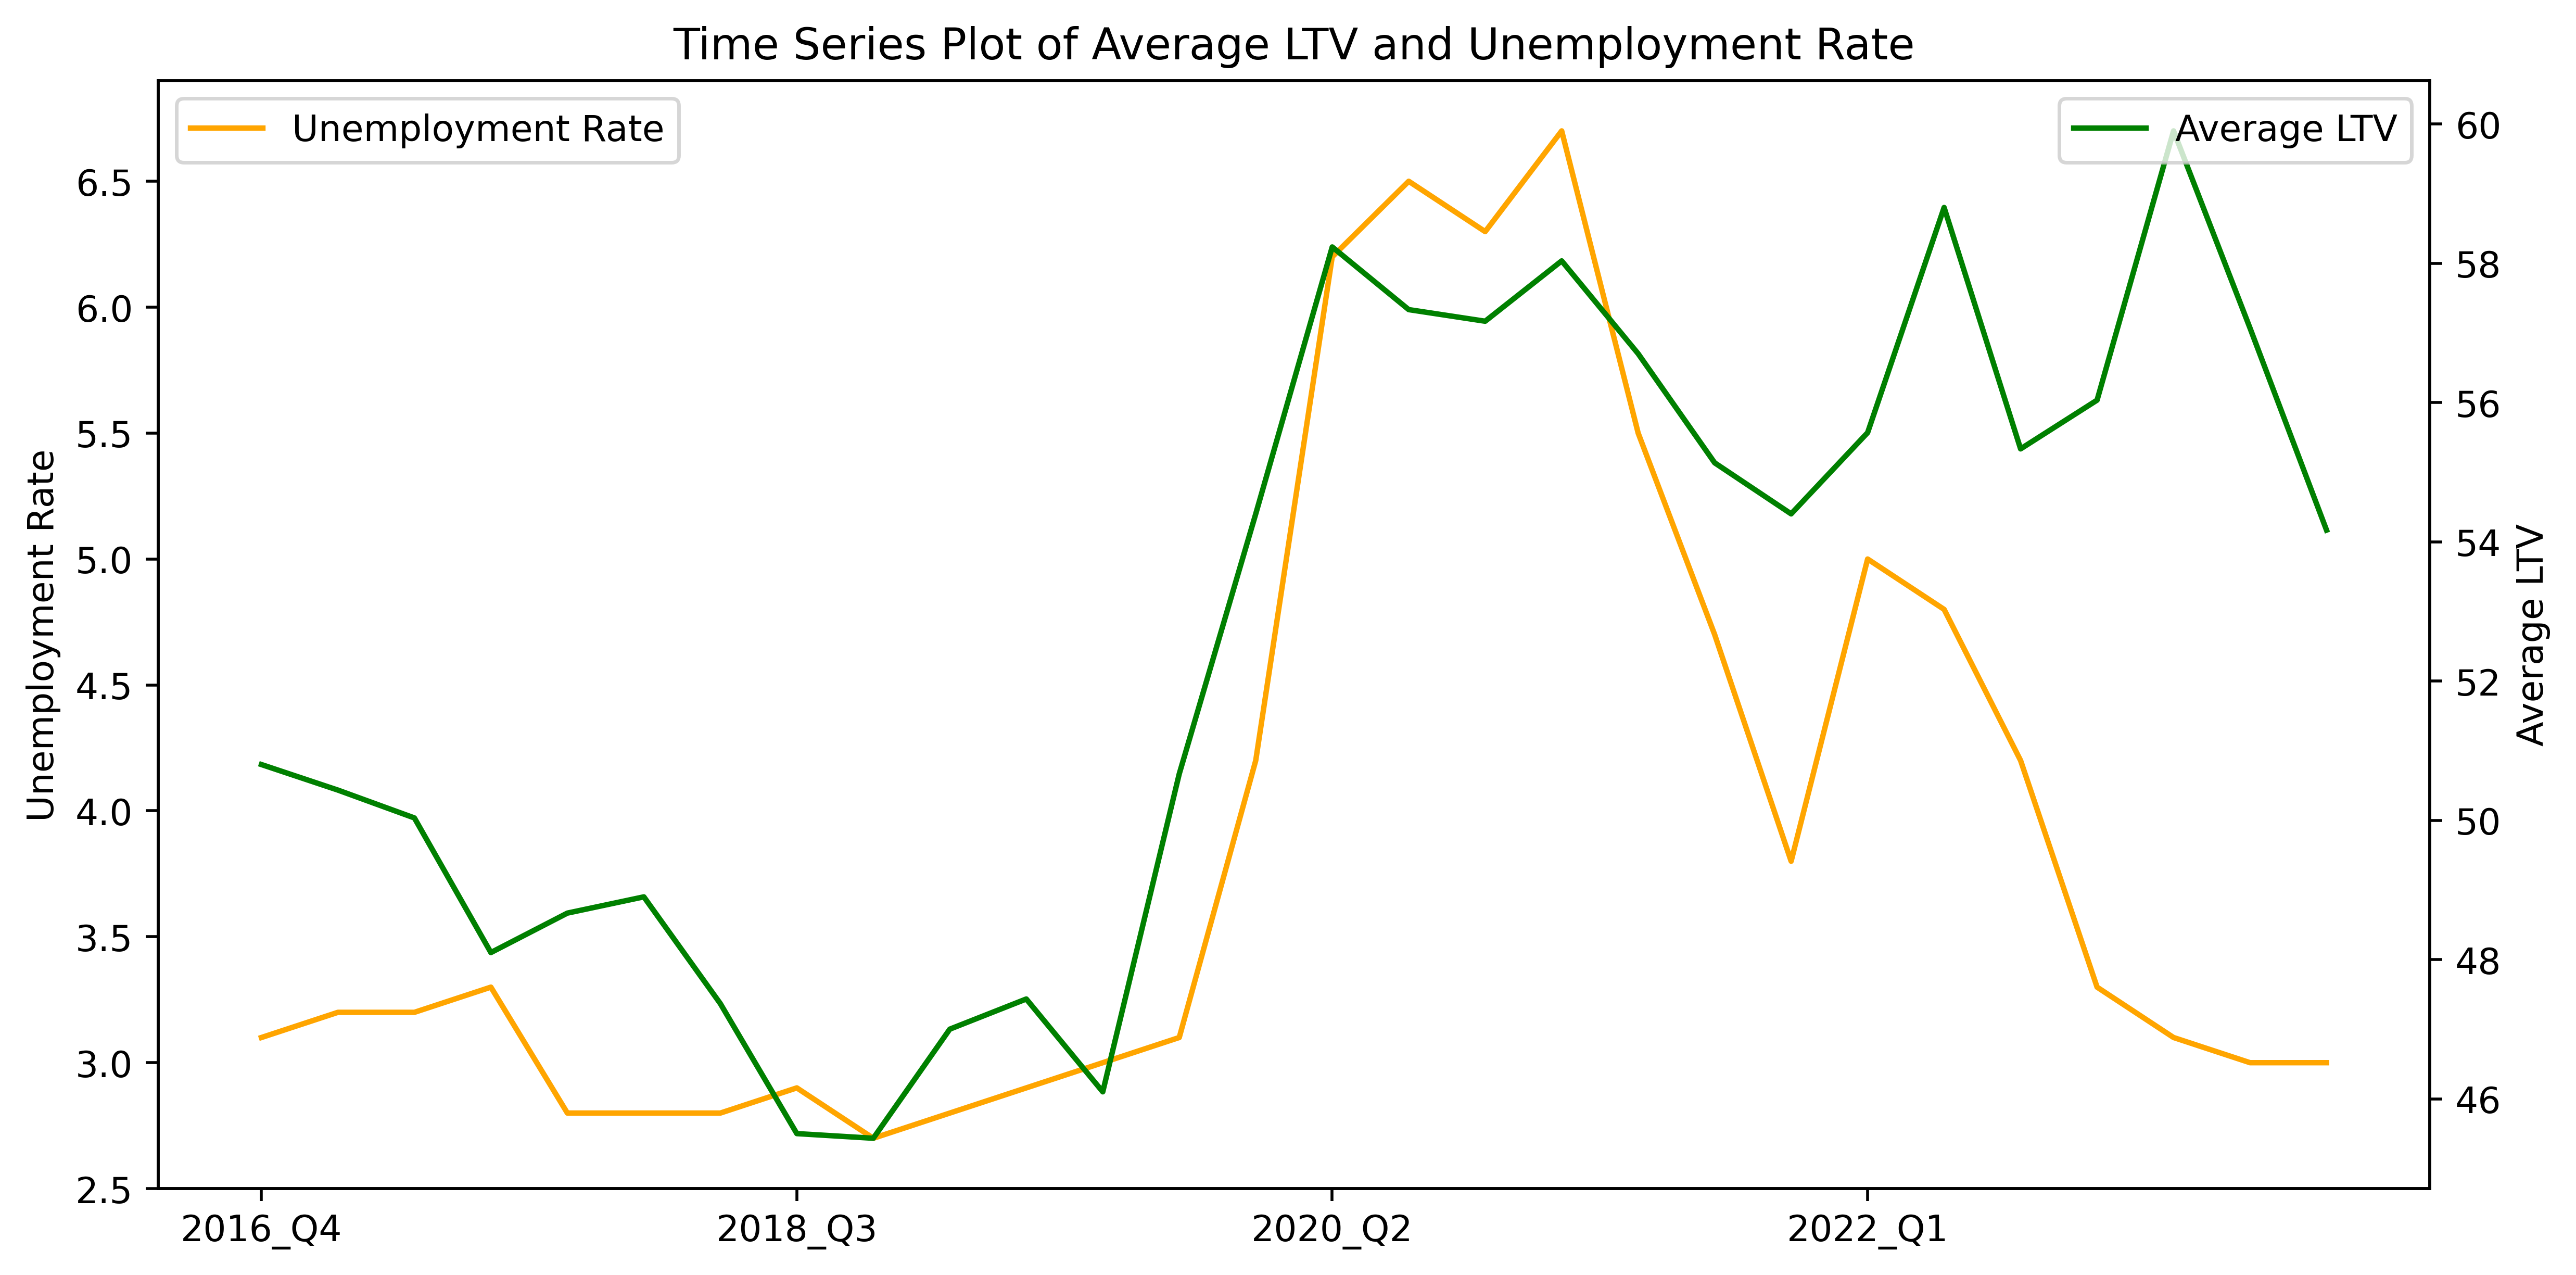 Time Series Plot of Average LTV and Unemployment Rate
Unemployment Rate
Average LTV
Unemployment Rate
6.5
6.0
5.5
5.0
4.5
4.0
3.5
3.0
2.5
60
58
56
54
52
50
48
46
Average LTV
2016_Q4
2018_Q3
2020_Q2
2022_Q1